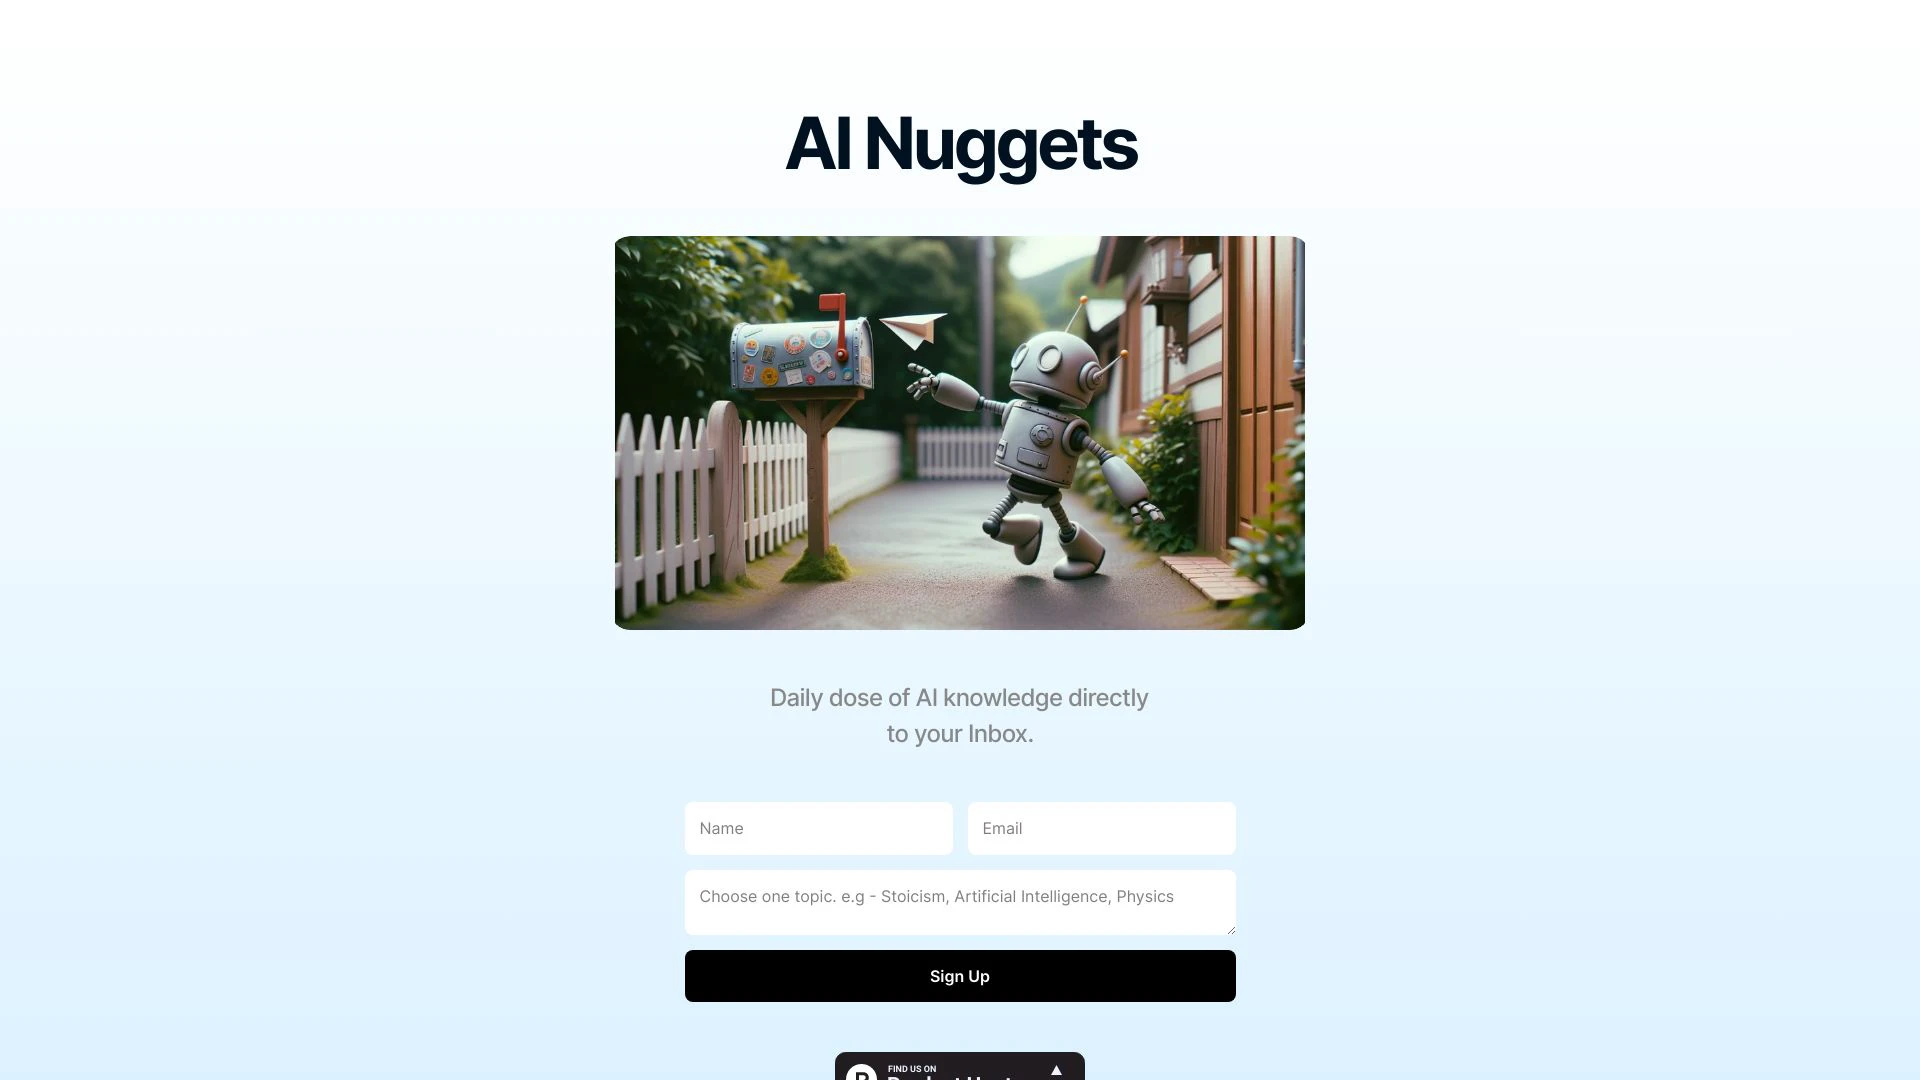 AI Nuggets
Daily dose of AI knowledge directly
to your Inbox.
Name
Email
Choose one topic. e.g - Stoicism, Artificial Intelligence, Physics
Sign Up
FIND US ON